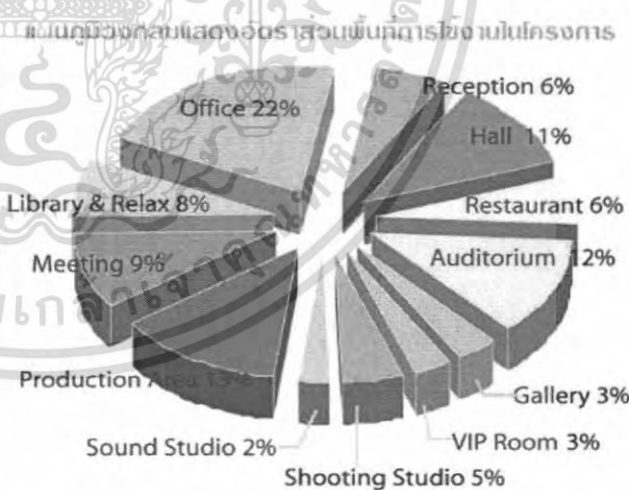 แผนภูมิวงกลมแสดงอัตราส่วนพื้นที่การใช้งานในโครงการ
Reception 6%
Office 22%
Hall 11%
Library & Relax 8%
Restaurant 6%
Meeting 9%
Auditorium 12%
Production Area 13%
Gallery 3%
Sound Studio 2%
VIP Room 3%
Shooting Studio 5%